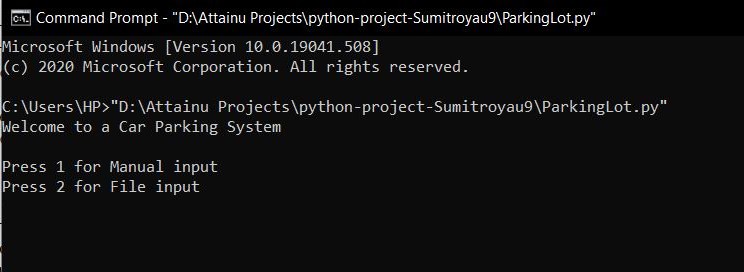 Command Prompt - "D:\Attainu Projects\python-project-Sumitroyau9\ParkingLot.py"
Microsoft Windows [Version 10.0.19041.508]
(c) 2020 Microsoft Corporation. All rights reserved.
C:\Users\HP>"D:\Attainu Projects\python-project-Sumitroyau9\ParkingLot.py"
Welcome to a Car Parking System
Press 1 for Manual input
Press 2 for File input